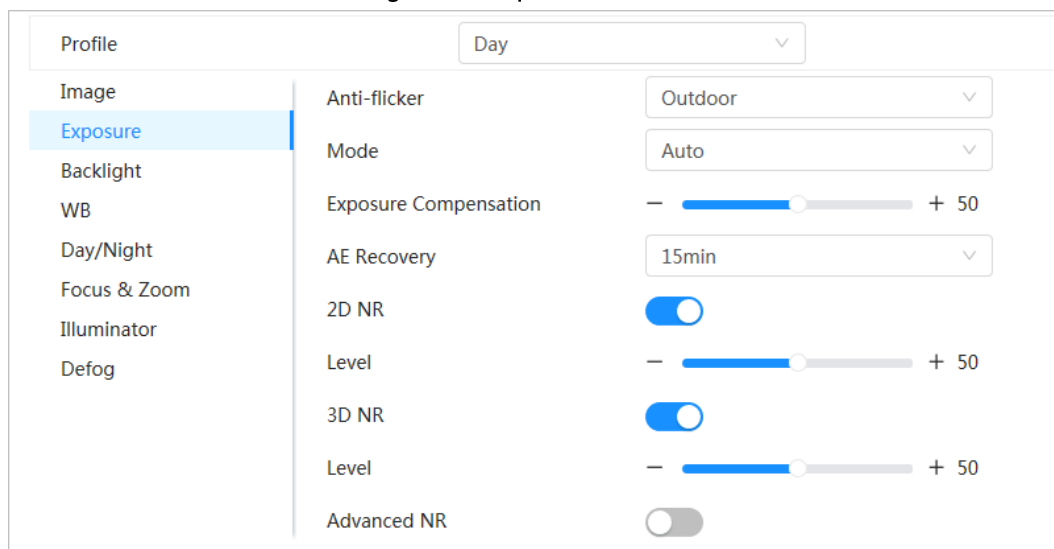 Profile Day
Image
Exposure
Backlight
WB
Day/Night
Focus & Zoom
Illuminator
Defog
Anti-flicker Outdoor
Mode Auto
Exposure Compensation − + 50
AE Recovery 15min
2D NR
Level − + 50
3D NR
Level − + 50
Advanced NR